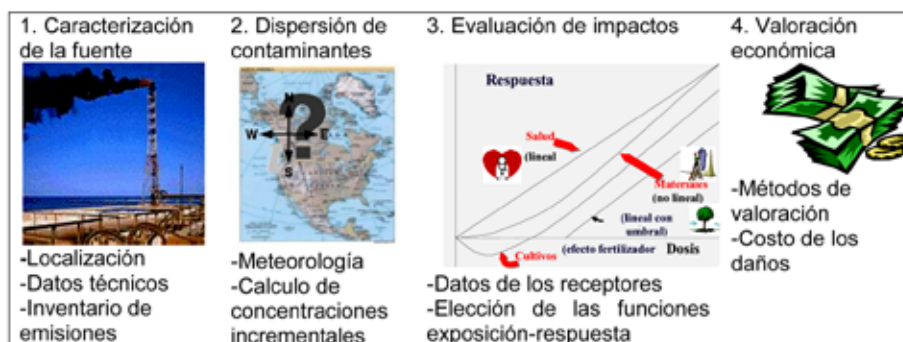 1. Caracterización
de la fuente
-Localización
-Datos técnicos
-Inventario de
emisiones
2. Dispersión de
contaminantes
N
W
E
S
?
-Meteorología
-Calculo de
concentraciones
incrementales
3. Evaluación de impactos
Respuesta
Salud
(lineal
Materiales
(no lineal)
(lineal con
umbral)
(efecto fertilizador
Dosis
Cultivos
-Datos de los receptores
-Elección de las funciones
exposición-respuesta
4. Valoración
económica
-Métodos de
valoración
-Costo de los
daños